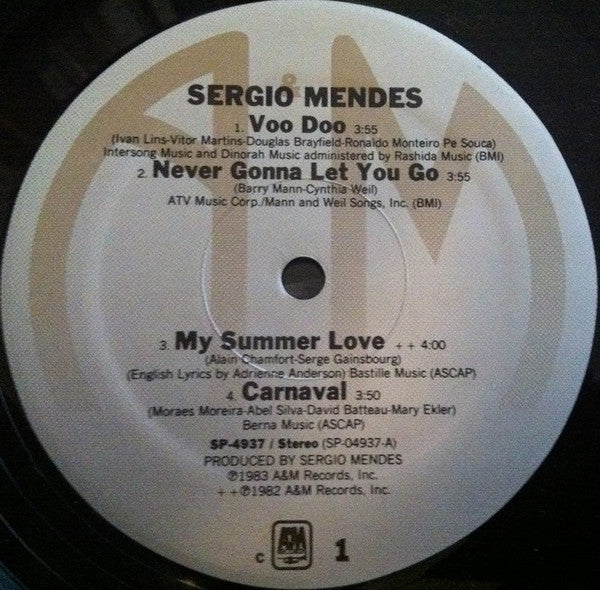 A&M
SERGIO MENDES
1. Voo Doo 3:55
(Ivan Lins-Vitor Martins-Douglas Brayfield-Ronaldo Monteiro Pe Souca)
Intersong Music and Dinorah Music administered by Rashida Music (BMI)
2. Never Gonna Let You Go 3:55
(Barry Mann-Cynthia Weil)
ATV Music Corp./Mann and Weil Songs, Inc. (BMI)
3. My Summer Love ++ 4:00
(Alain Chamfort-Serge Gainsbourg)
(English Lyrics by Adrienne Anderson) Bastille Music (ASCAP)
4. Carnaval 3:50
(Moraes Moreira-Abel Silva-David Batteau-Mary Ekler)
Berna Music (ASCAP)
SP-4937 / Stereo (SP-04937-A)
PRODUCED BY SERGIO MENDES
℗1983 A&M Records, Inc.
++℗1982 A&M Records, Inc.
c A&M 1